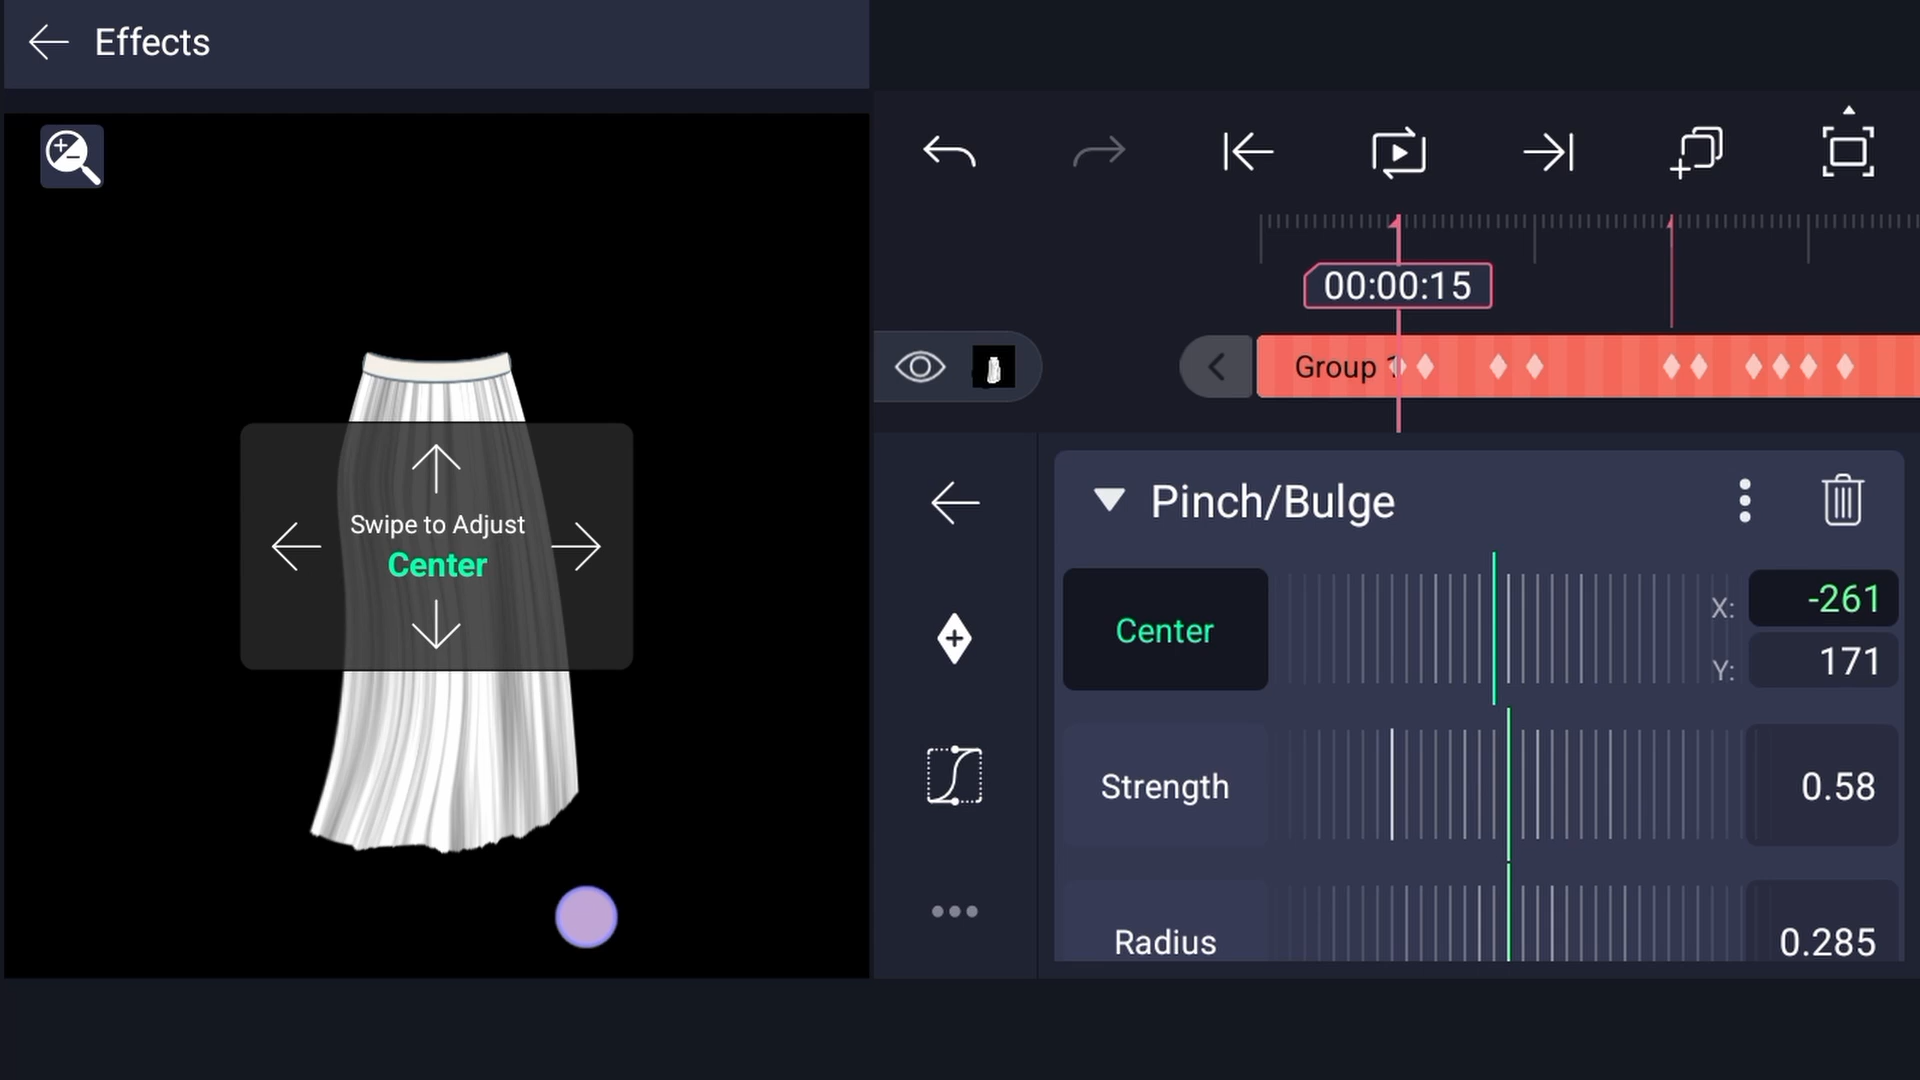 Effects
Swipe to Adjust
Center
00:00:15
Group 1
Pinch/Bulge
Center
X: -261
Y: 171
Strength
0.58
Radius
0.285